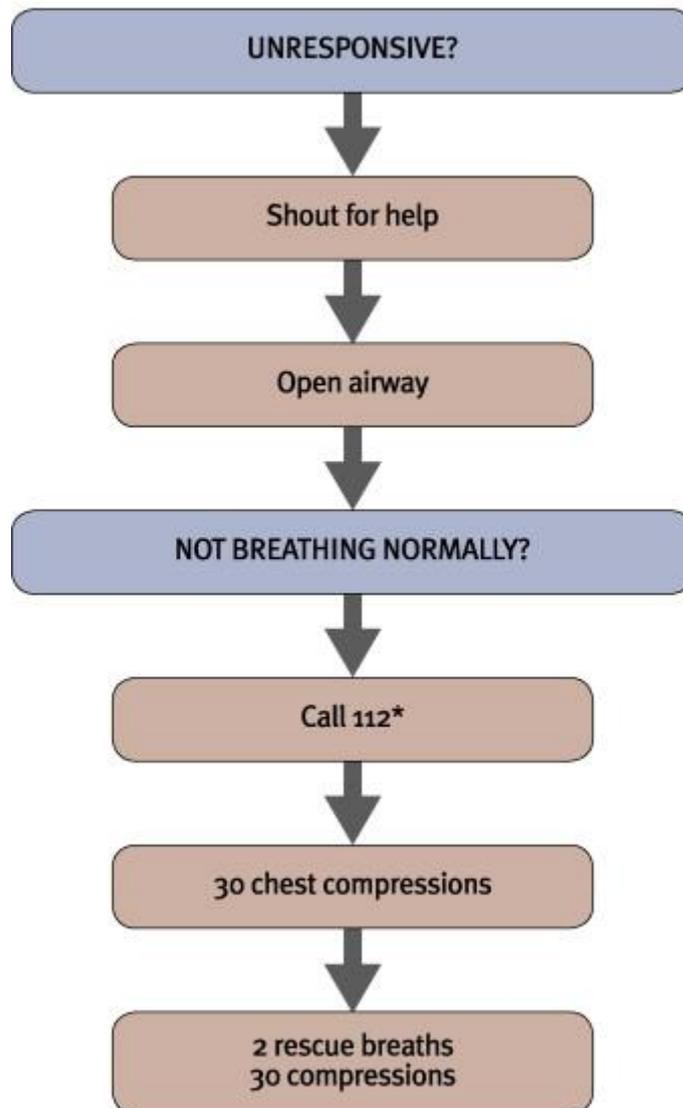 UNRESPONSIVE?
Shout for help
Open airway
NOT BREATHING NORMALLY?
Call 112*
30 chest compressions
2 rescue breaths
30 compressions